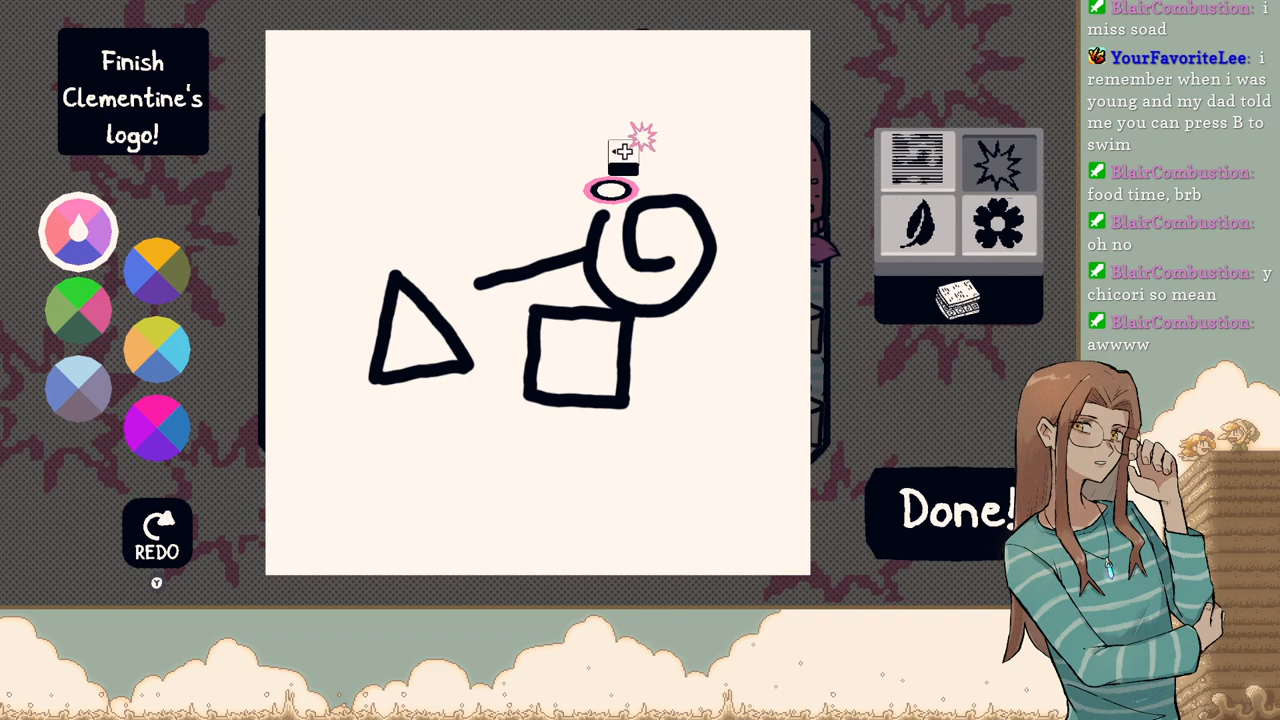 Finish
Clementine's
logo!
REDO
Y
Done!
BlairCombustion: i
miss soad
YourFavoriteLee: i
remember when i was
young and my dad told
me you can press B to
swim
BlairCombustion:
food time, brb
BlairCombustion:
oh no
BlairCombustion: y
chicori so mean
BlairCombustion:
awwww